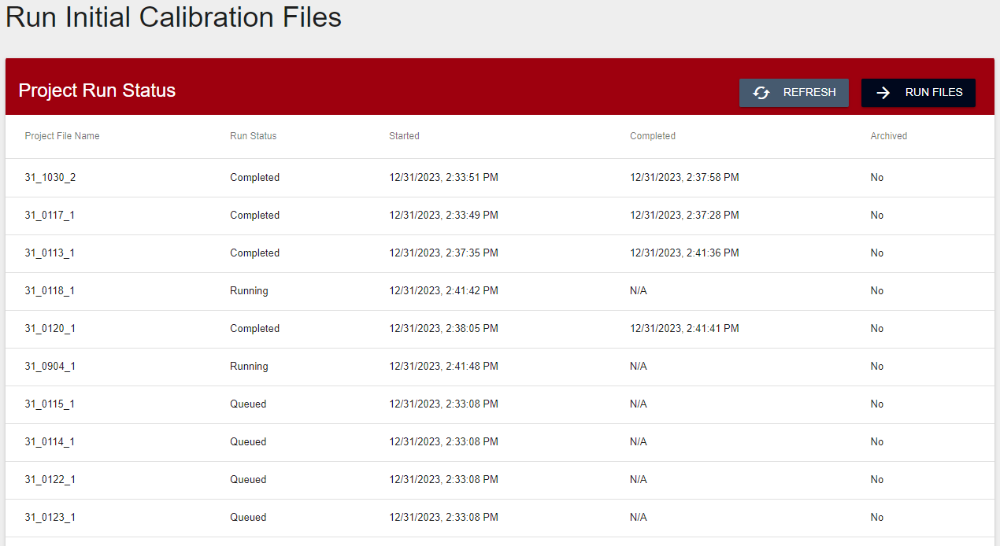 Run Initial Calibration Files
Project Run Status REFRESH RUN FILES
Project File Name Run Status Started Completed Archived
31_1030_2 Completed 12/31/2023, 2:33:51 PM 12/31/2023, 2:37:58 PM No
31_0117_1 Completed 12/31/2023, 2:33:49 PM 12/31/2023, 2:37:28 PM No
31_0113_1 Completed 12/31/2023, 2:37:35 PM 12/31/2023, 2:41:36 PM No
31_0118_1 Running 12/31/2023, 2:41:42 PM N/A No
31_0120_1 Completed 12/31/2023, 2:38:05 PM 12/31/2023, 2:41:41 PM No
31_0904_1 Running 12/31/2023, 2:41:48 PM N/A No
31_0115_1 Queued 12/31/2023, 2:33:08 PM N/A No
31_0114_1 Queued 12/31/2023, 2:33:08 PM N/A No
31_0122_1 Queued 12/31/2023, 2:33:08 PM N/A No
31_0123_1 Queued 12/31/2023, 2:33:08 PM N/A No